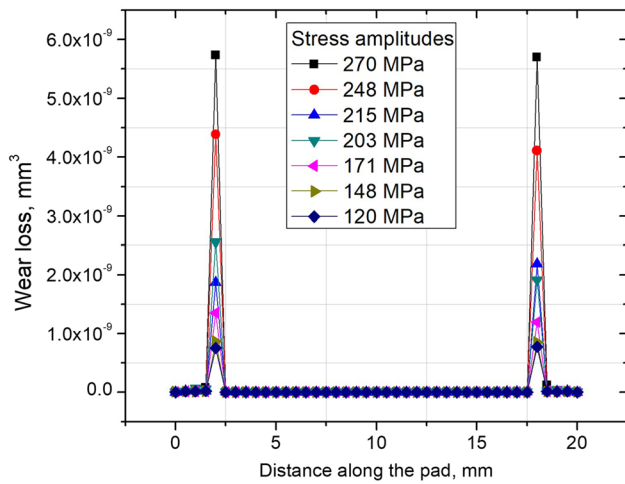 6.0x10⁻⁹
5.0x10⁻⁹
4.0x10⁻⁹
3.0x10⁻⁹
2.0x10⁻⁹
1.0x10⁻⁹
0.0
Wear loss, mm³
Stress amplitudes
270 MPa
248 MPa
215 MPa
203 MPa
171 MPa
148 MPa
120 MPa
0 5 10 15 20
Distance along the pad, mm